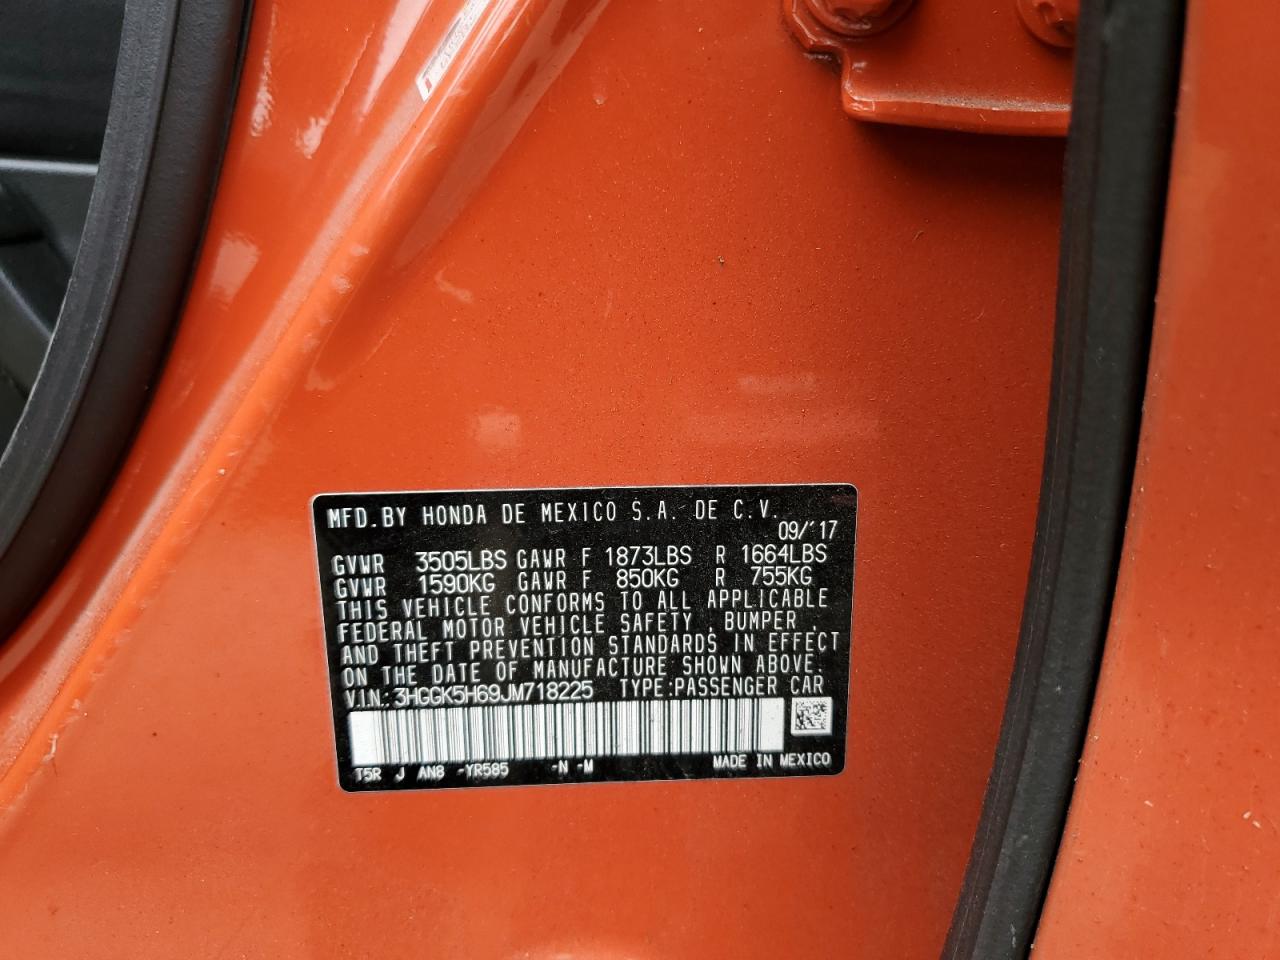 MFD.BY HONDA DE MEXICO S.A. DE C.V.
09/'17
GVWR 3505LBS GAWR F 1873LBS R 1664LBS
GVWR 1590KG GAWR F 850KG R 755KG
THIS VEHICLE CONFORMS TO ALL APPLICABLE
FEDERAL MOTOR VEHICLE SAFETY , BUMPER ,
AND THEFT PREVENTION STANDARDS IN EFFECT
ON THE DATE OF MANUFACTURE SHOWN ABOVE.
V.I.N.: 3HGGK5H69JM718225 TYPE:PASSENGER CAR
T5R J AN8 -YR585 -N -M MADE IN MEXICO